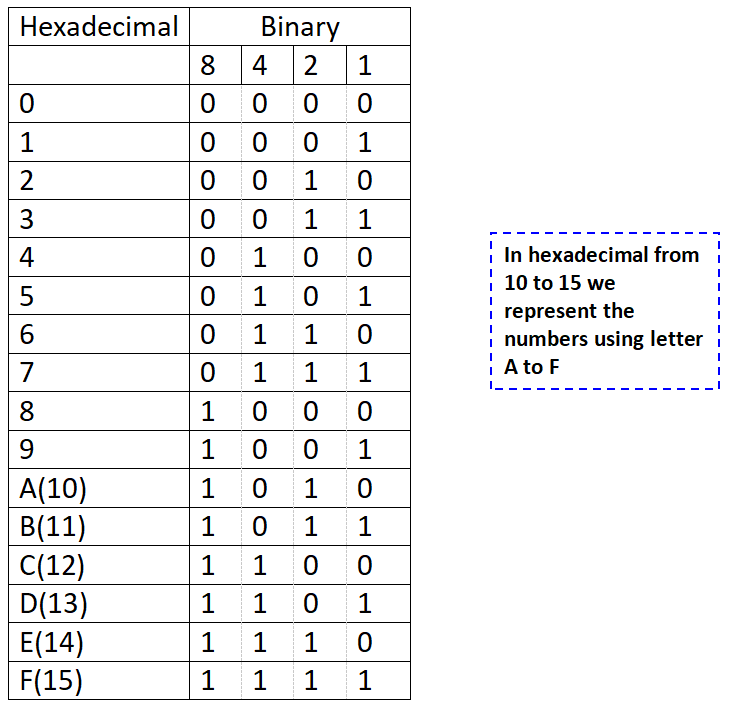 Hexadecimal Binary
8 4 2 1
0 0 0 0 0
1 0 0 0 1
2 0 0 1 0
3 0 0 1 1
4 0 1 0 0
5 0 1 0 1
6 0 1 1 0
7 0 1 1 1
8 1 0 0 0
9 1 0 0 1
A(10) 1 0 1 0
B(11) 1 0 1 1
C(12) 1 1 0 0
D(13) 1 1 0 1
E(14) 1 1 1 0
F(15) 1 1 1 1
In hexadecimal from
10 to 15 we
represent the
numbers using letter
A to F